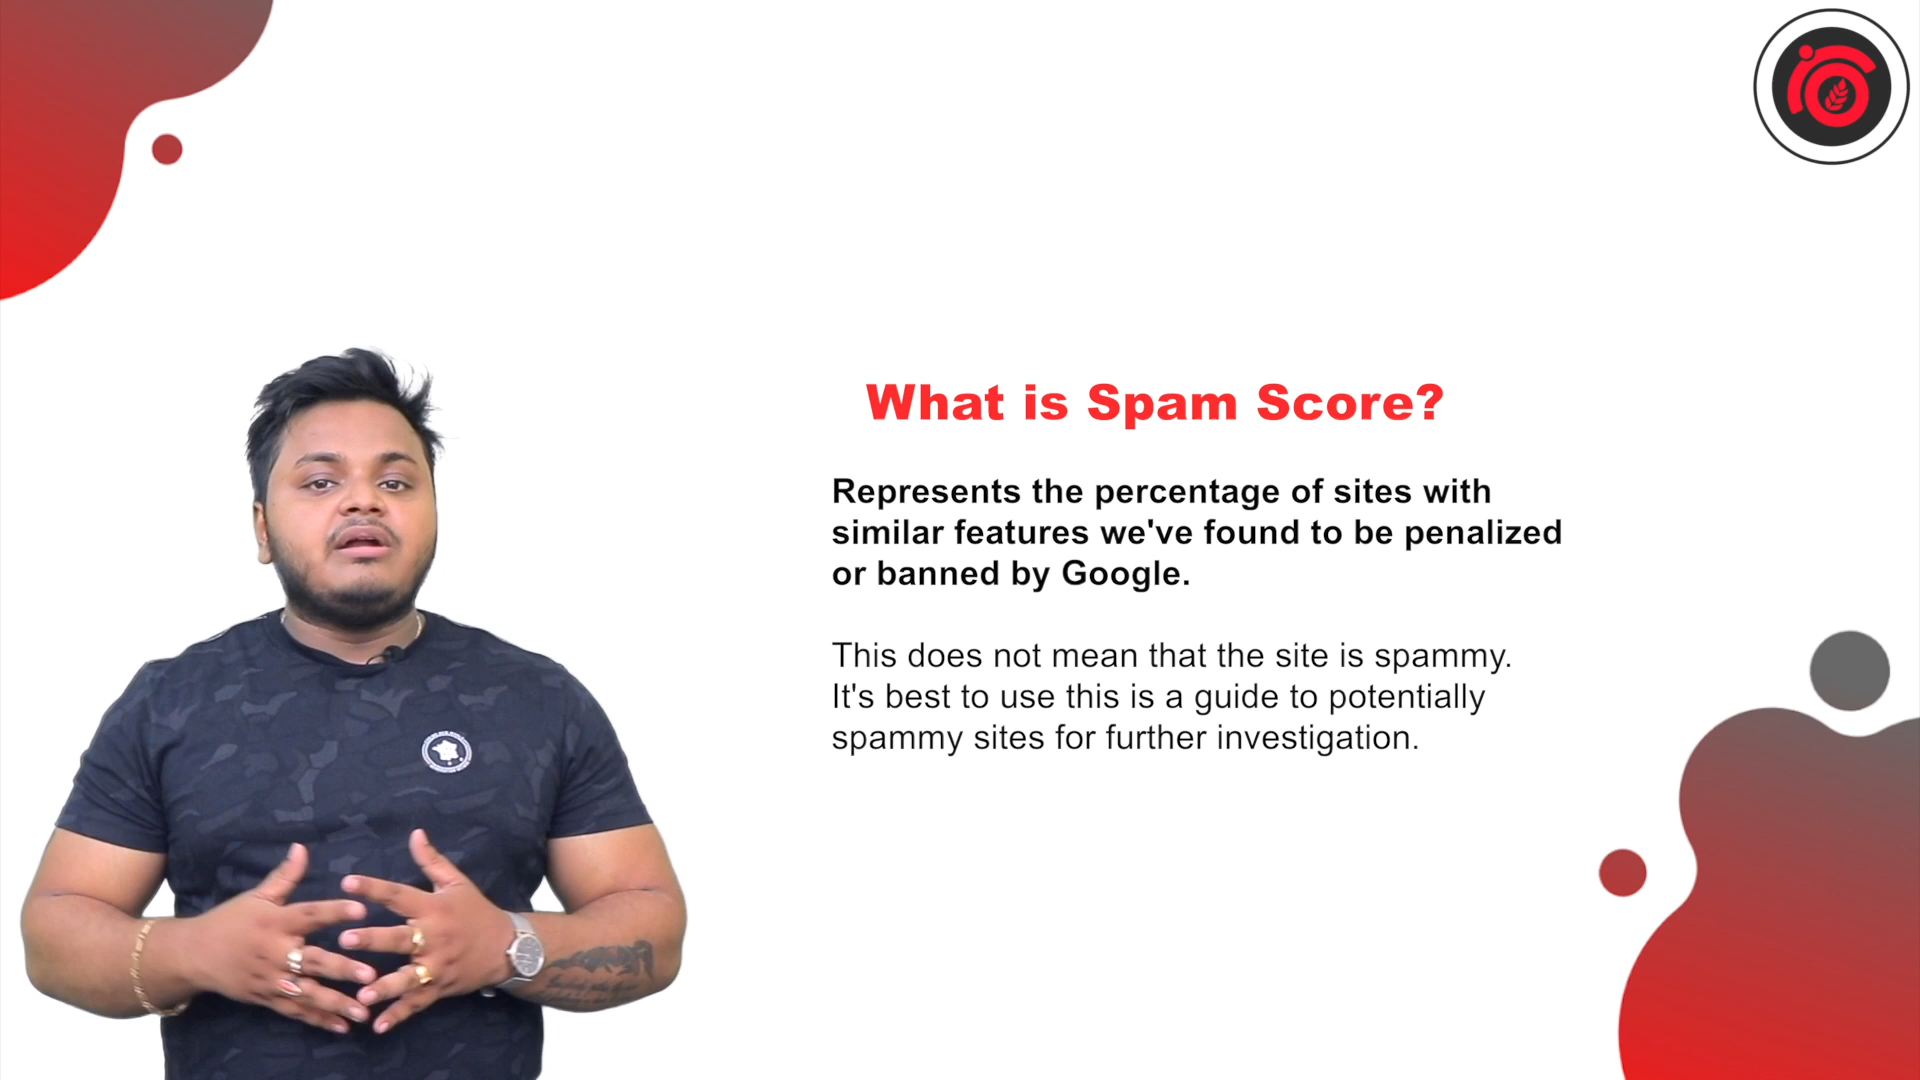 What is Spam Score?
Represents the percentage of sites with
similar features we've found to be penalized
or banned by Google.
This does not mean that the site is spammy.
It's best to use this is a guide to potentially
spammy sites for further investigation.